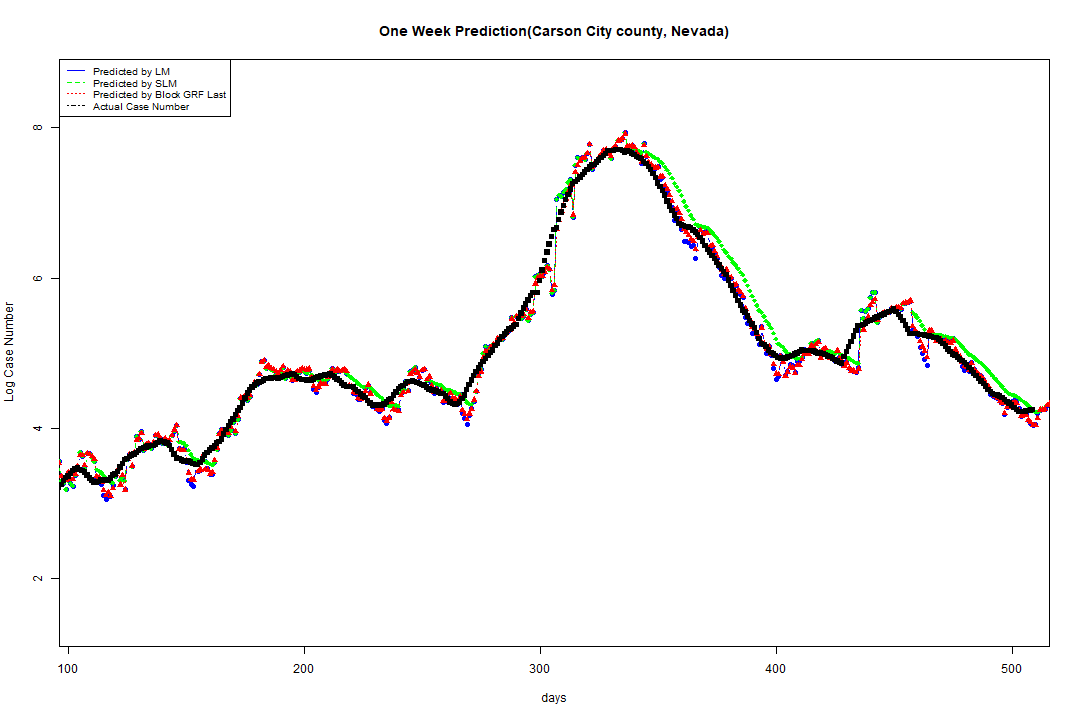 One Week Prediction(Carson City county, Nevada)
Predicted by LM
Predicted by SLM
Predicted by Block GRF Last
Actual Case Number
8
6
4
2
Log Case Number
100 200 300 400 500
days